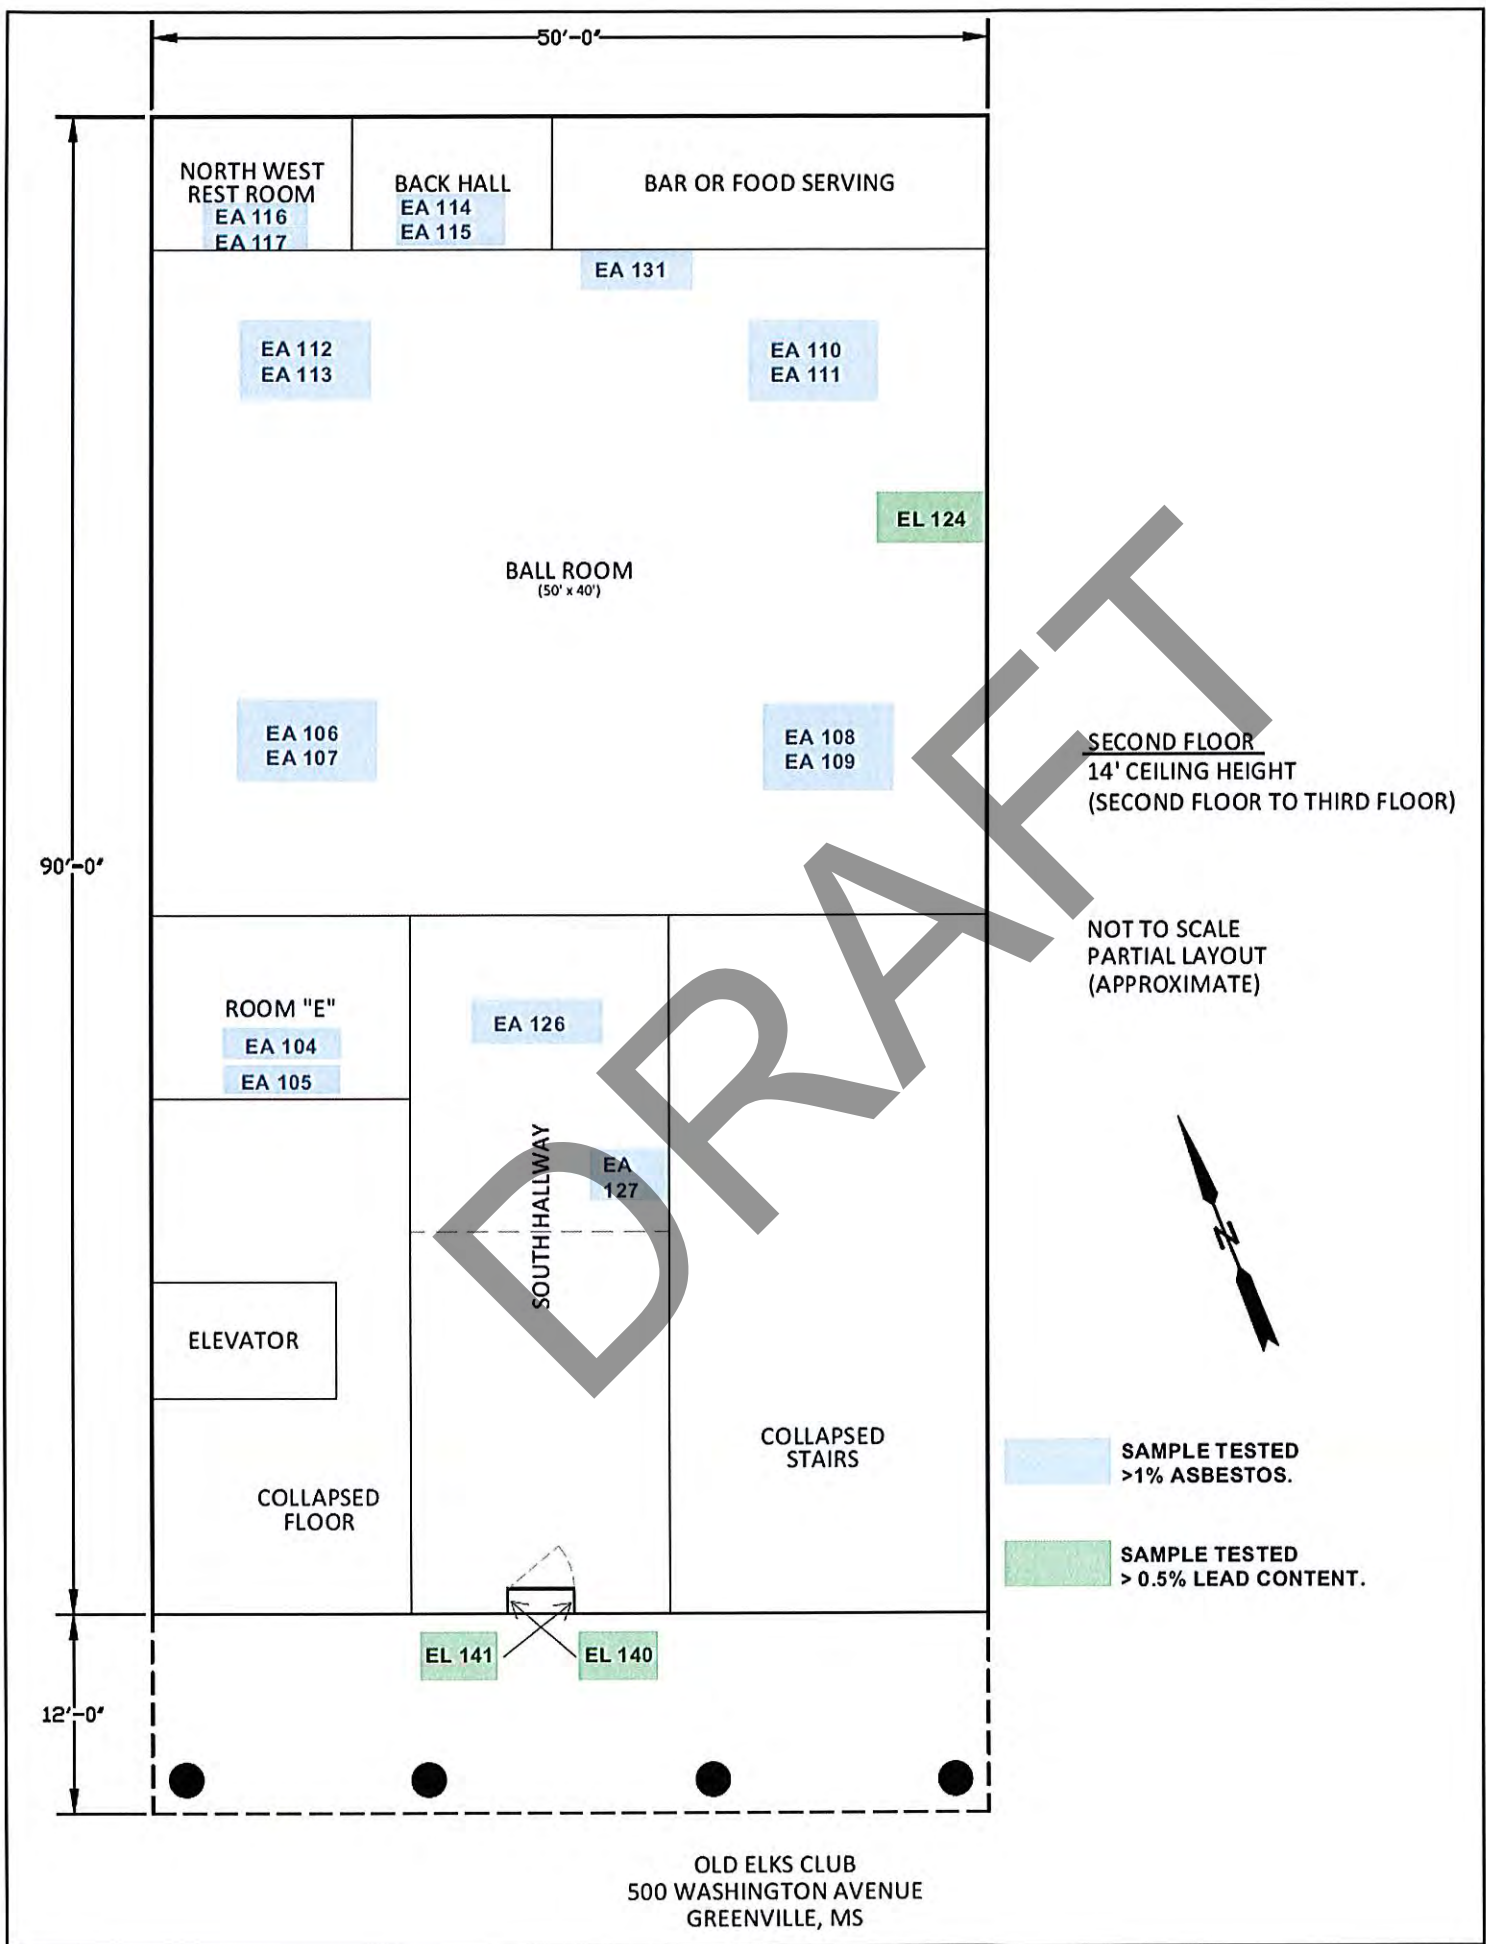 50'-0"
NORTH WEST
REST ROOM
EA 116
EA 117
BACK HALL
EA 114
EA 115
BAR OR FOOD SERVING
EA 131
EA 112
EA 113
EA 110
EA 111
EL 124
BALL ROOM
(50' x 40')
EA 106
EA 107
EA 108
EA 109
SECOND FLOOR
14' CEILING HEIGHT
(SECOND FLOOR TO THIRD FLOOR)
90'-0"
NOT TO SCALE
PARTIAL LAYOUT
(APPROXIMATE)
ROOM "E"
EA 104
EA 105
EA 126
SOUTH HALLWAY
EA
127
DRAFT
N
ELEVATOR
COLLAPSED
STAIRS
COLLAPSED
FLOOR
SAMPLE TESTED
>1% ASBESTOS.
SAMPLE TESTED
> 0.5% LEAD CONTENT.
EL 141
EL 140
12'-0"
OLD ELKS CLUB
500 WASHINGTON AVENUE
GREENVILLE, MS